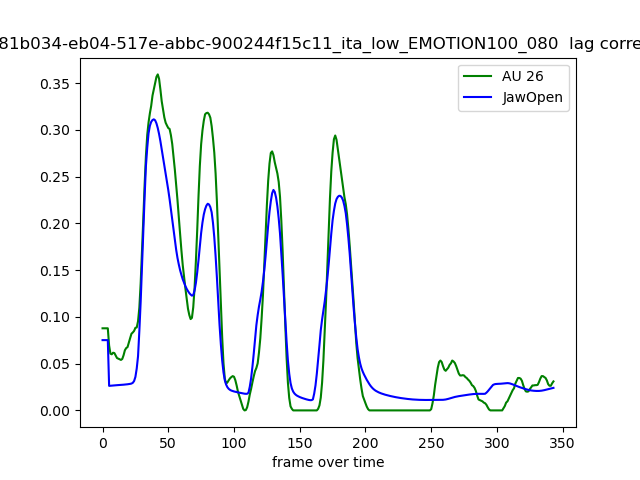 81b034-eb04-517e-abbc-900244f15c11_ita_low_EMOTION100_080  lag corre
AU 26
JawOpen
0.35
0.30
0.25
0.20
0.15
0.10
0.05
0.00
0 50 100 150 200 250 300 350
frame over time